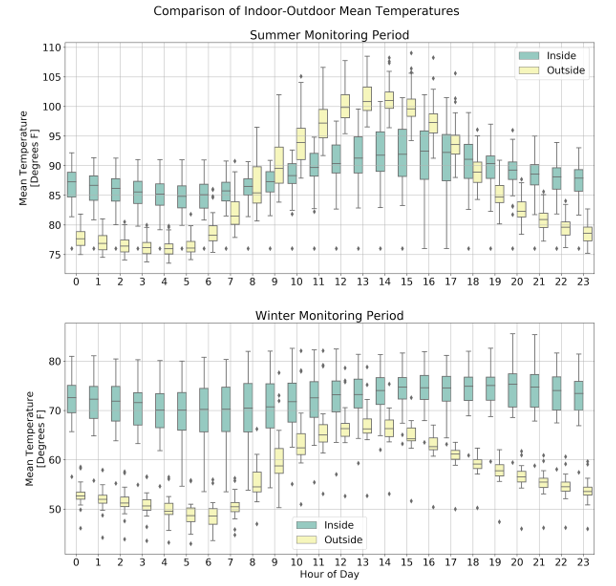 Comparison of Indoor-Outdoor Mean Temperatures
Summer Monitoring Period
110
105
100
95
90
85
80
75
Mean Temperature
[Degrees F]
Inside
Outside
0 1 2 3 4 5 6 7 8 9 10 11 12 13 14 15 16 17 18 19 20 21 22 23
Winter Monitoring Period
80
70
60
50
Mean Temperature
[Degrees F]
Inside
Outside
0 1 2 3 4 5 6 7 8 9 10 11 12 13 14 15 16 17 18 19 20 21 22 23
Hour of Day